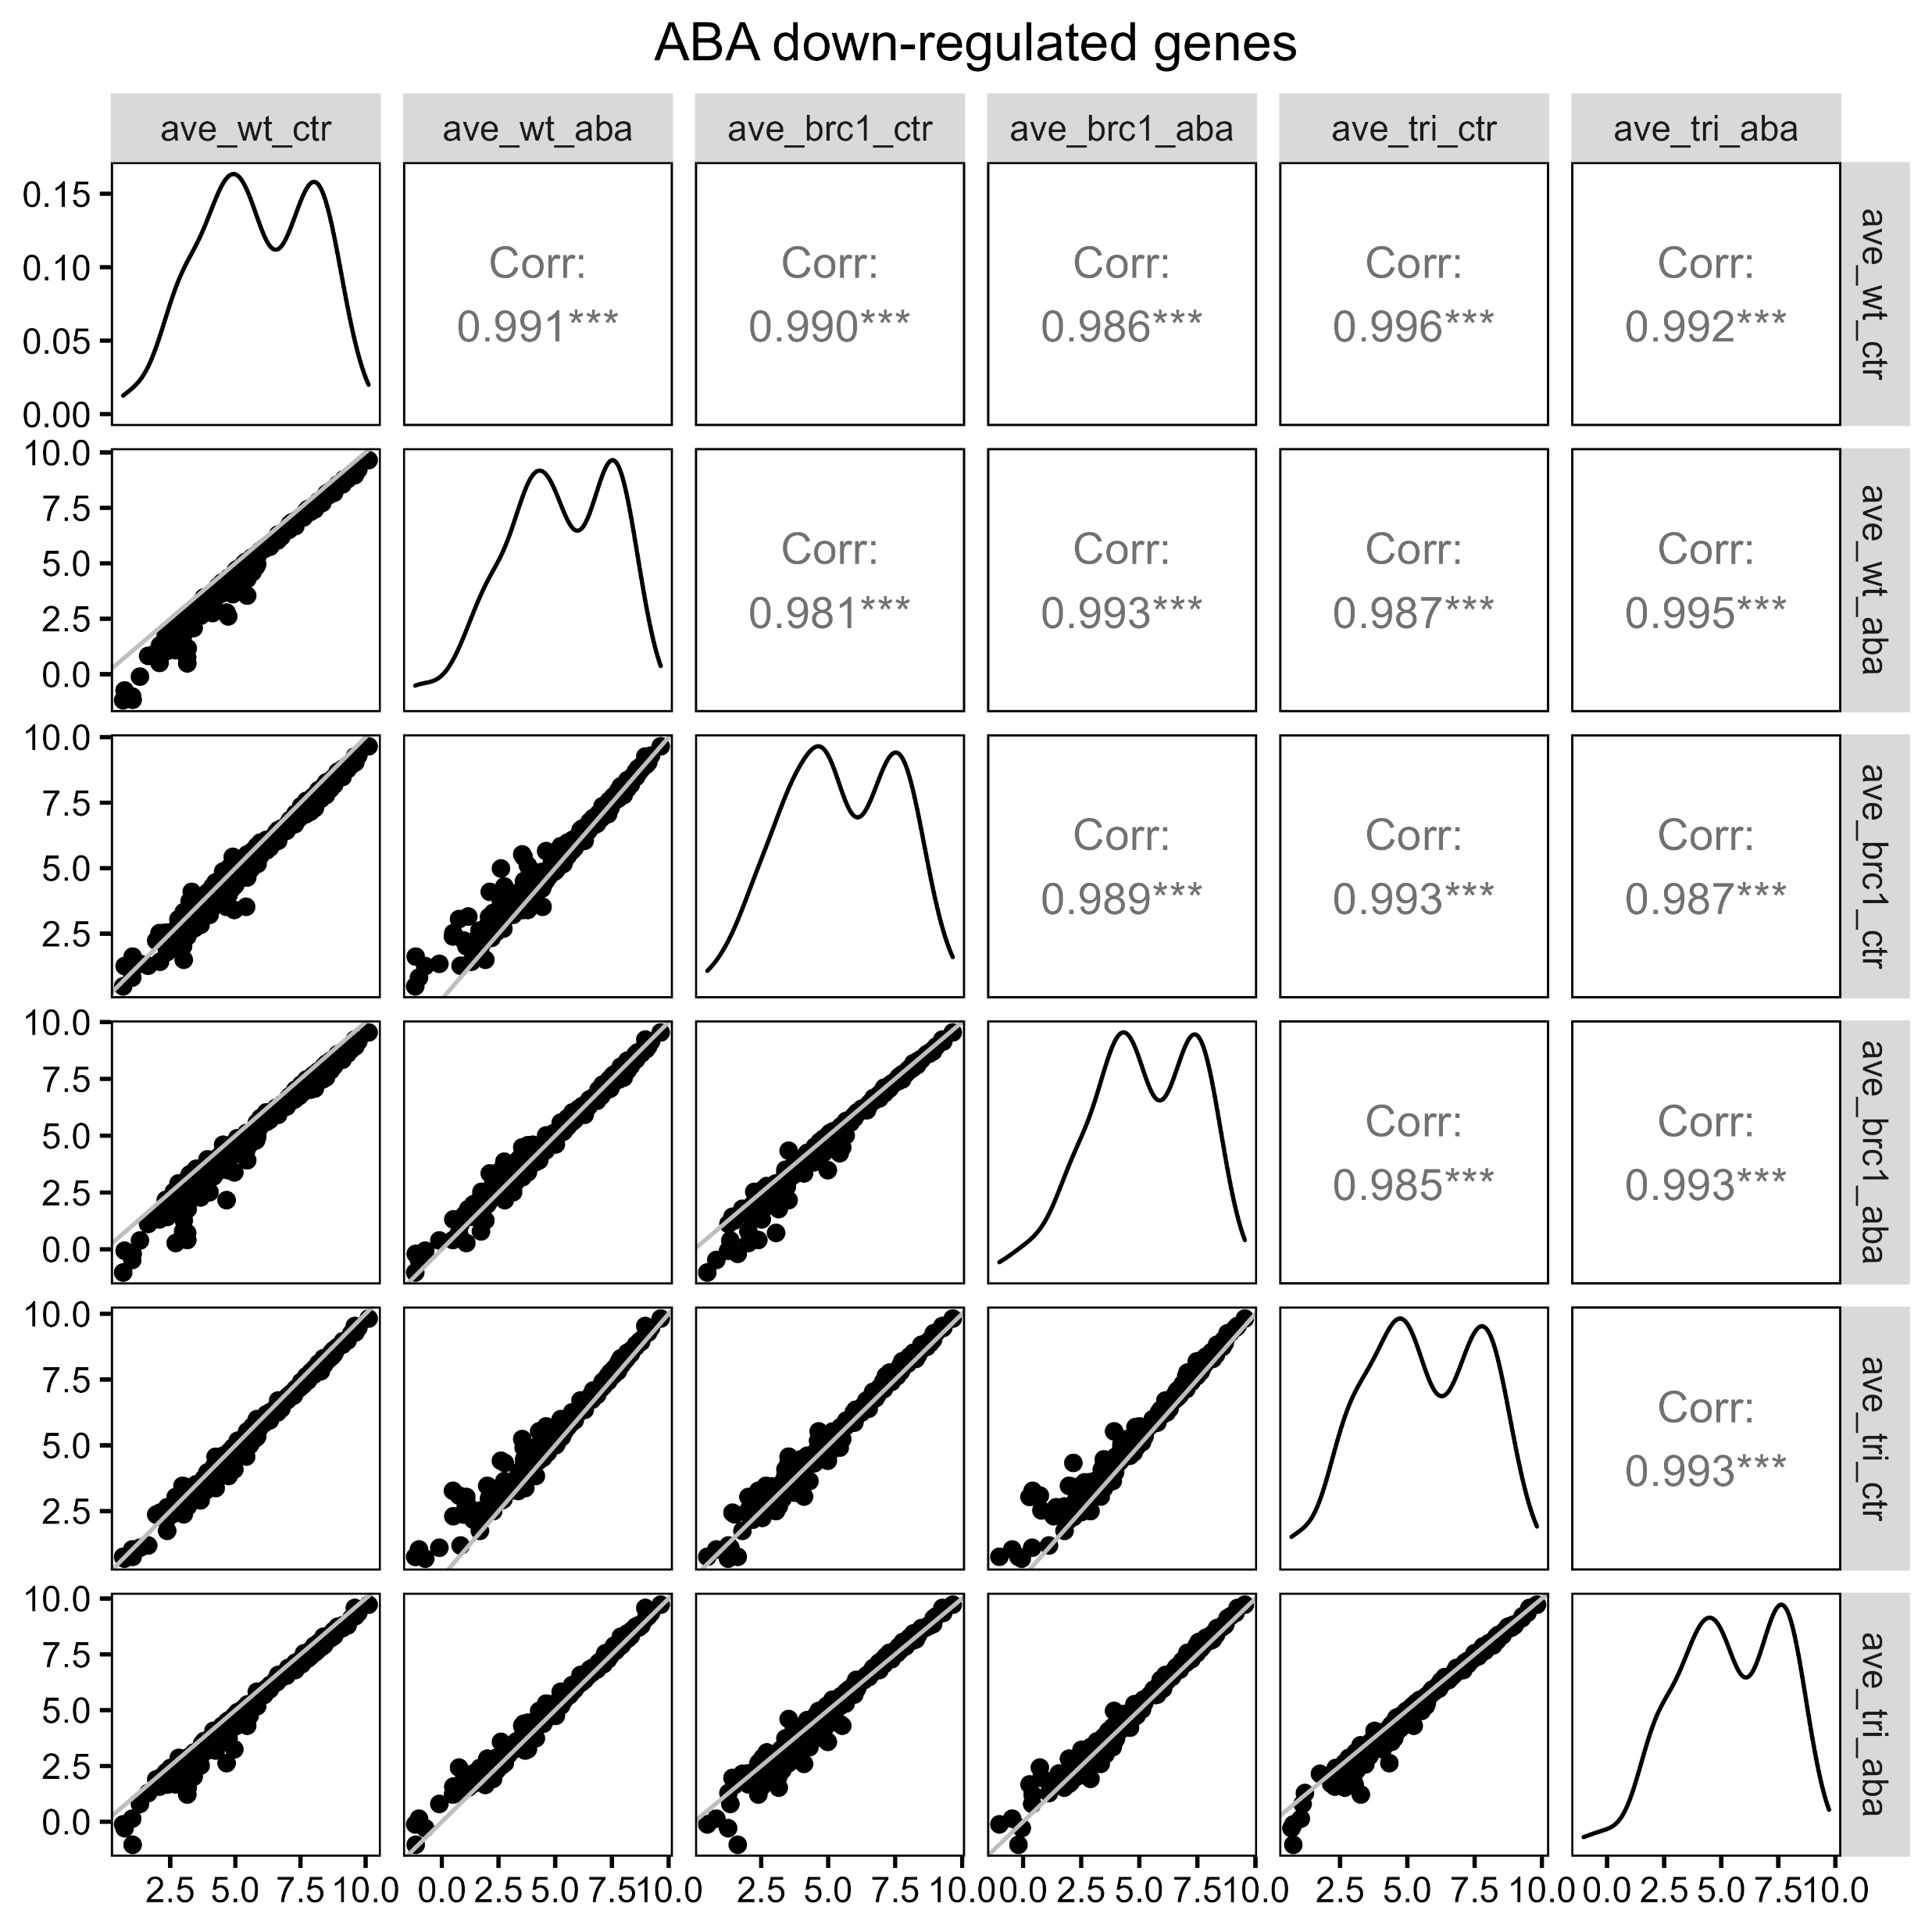 ABA down-regulated genes
ave_wt_ctr ave_wt_aba ave_brc1_ctr ave_brc1_aba ave_tri_ctr ave_tri_aba
0.15
0.10
0.05
0.00
Corr: Corr: Corr: Corr: Corr:
0.991*** 0.990*** 0.986*** 0.996*** 0.992***
ave_wt_ctr
10.0
7.5
5.0
2.5
0.0
Corr: Corr: Corr: Corr:
0.981*** 0.993*** 0.987*** 0.995***
ave_wt_aba
10.0
7.5
5.0
2.5
Corr: Corr: Corr:
0.989*** 0.993*** 0.987***
ave_brc1_ctr
10.0
7.5
5.0
2.5
0.0
Corr: Corr:
0.985*** 0.993***
ave_brc1_aba
10.0
7.5
5.0
2.5
Corr:
0.993***
ave_tri_ctr
10.0
7.5
5.0
2.5
0.0
ave_tri_aba
2.5 5.0 7.5 10.0 0.0 2.5 5.0 7.5 10.0 2.5 5.0 7.5 10.0 0.0 2.5 5.0 7.5 10.0 2.5 5.0 7.5 10.0 0.0 2.5 5.0 7.5 10.0